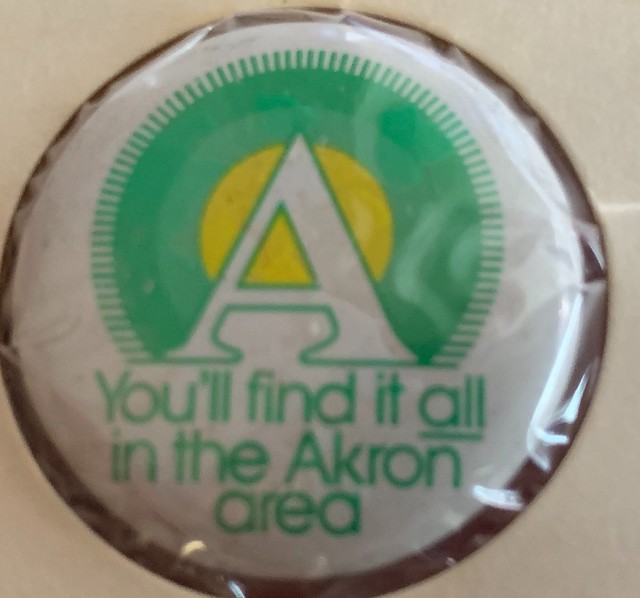 A
You'll find it all
in the Akron
area